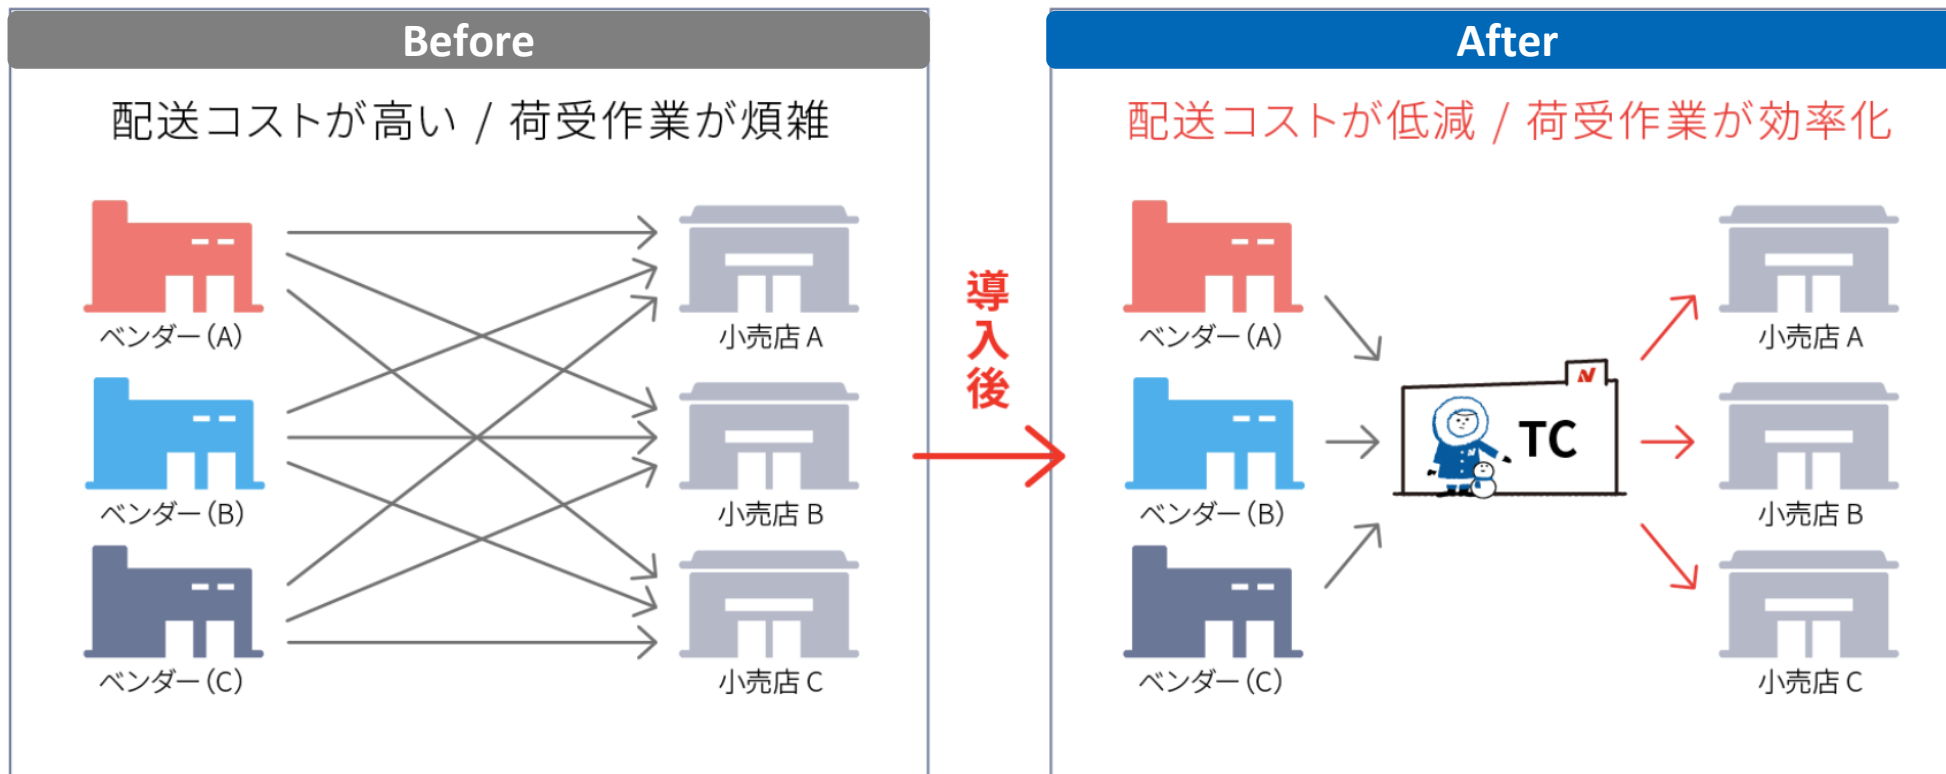 Before
配送コストが高い / 荷受作業が煩雑
ベンダー(A)
小売店 A
ベンダー(B)
小売店 B
ベンダー(C)
小売店 C
導入後
After
配送コストが低減 / 荷受作業が効率化
ベンダー(A)
小売店 A
N
TC
ベンダー(B)
小売店 B
ベンダー(C)
小売店 C